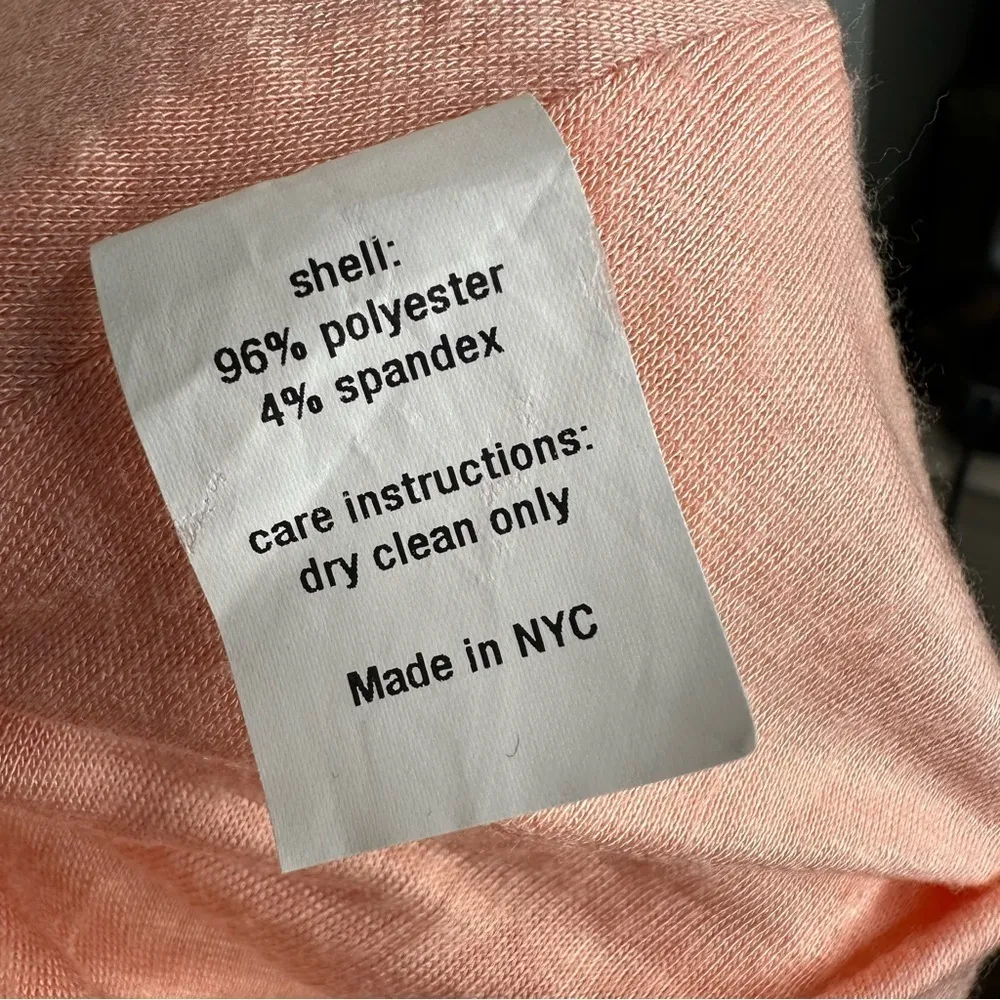 shell:
96% polyester
4% spandex
care instructions:
dry clean only
Made in NYC